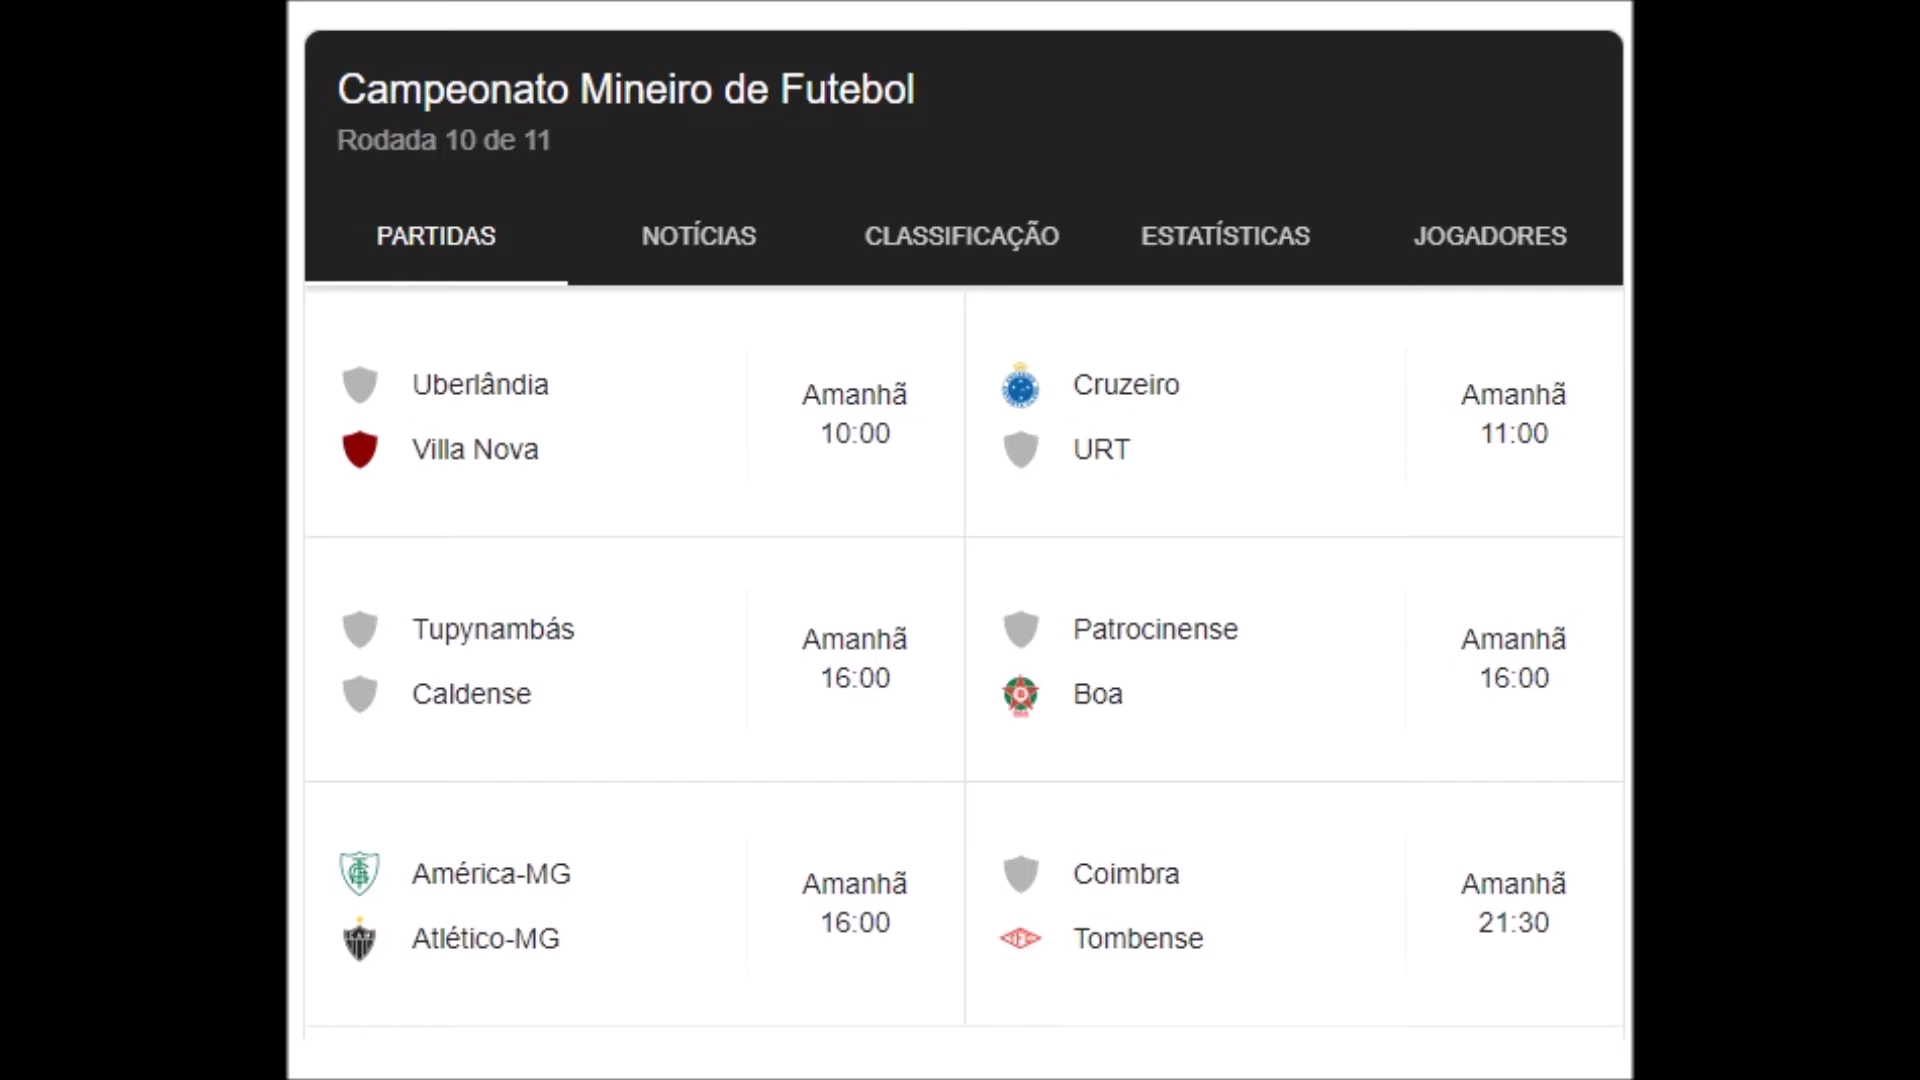 Campeonato Mineiro de Futebol
Rodada 10 de 11
PARTIDAS NOTÍCIAS CLASSIFICAÇÃO ESTATÍSTICAS JOGADORES
Uberlândia
Villa Nova
Amanhã
10:00
Cruzeiro
URT
Amanhã
11:00
Tupynambás
Caldense
Amanhã
16:00
Patrocinense
Boa
Amanhã
16:00
América-MG
Atlético-MG
Amanhã
16:00
Coimbra
Tombense
Amanhã
21:30